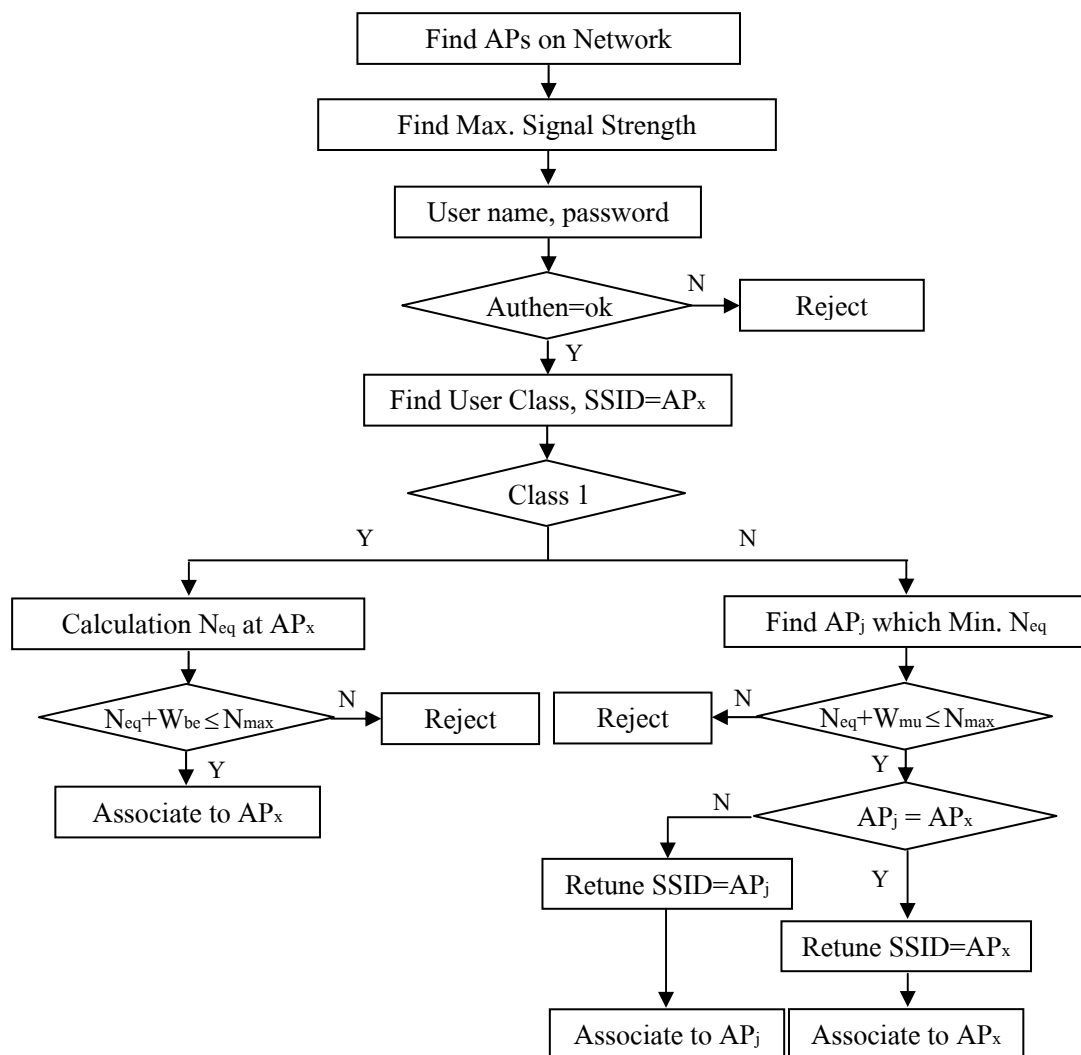 Find APs on Network
Find Max. Signal Strength
User name, password
Authen=ok
N
Reject
Y
Find User Class, SSID=APx
Class 1
Y
N
Calculation Neq at APx
Find APj which Min. Neq
Neq+Wbe ≤ Nmax
N
Reject
Reject
N
Neq+Wmu ≤ Nmax
Y
Y
Associate to APx
N
APj = APx
Retune SSID=APj
Y
Retune SSID=APx
Associate to APj
Associate to APx